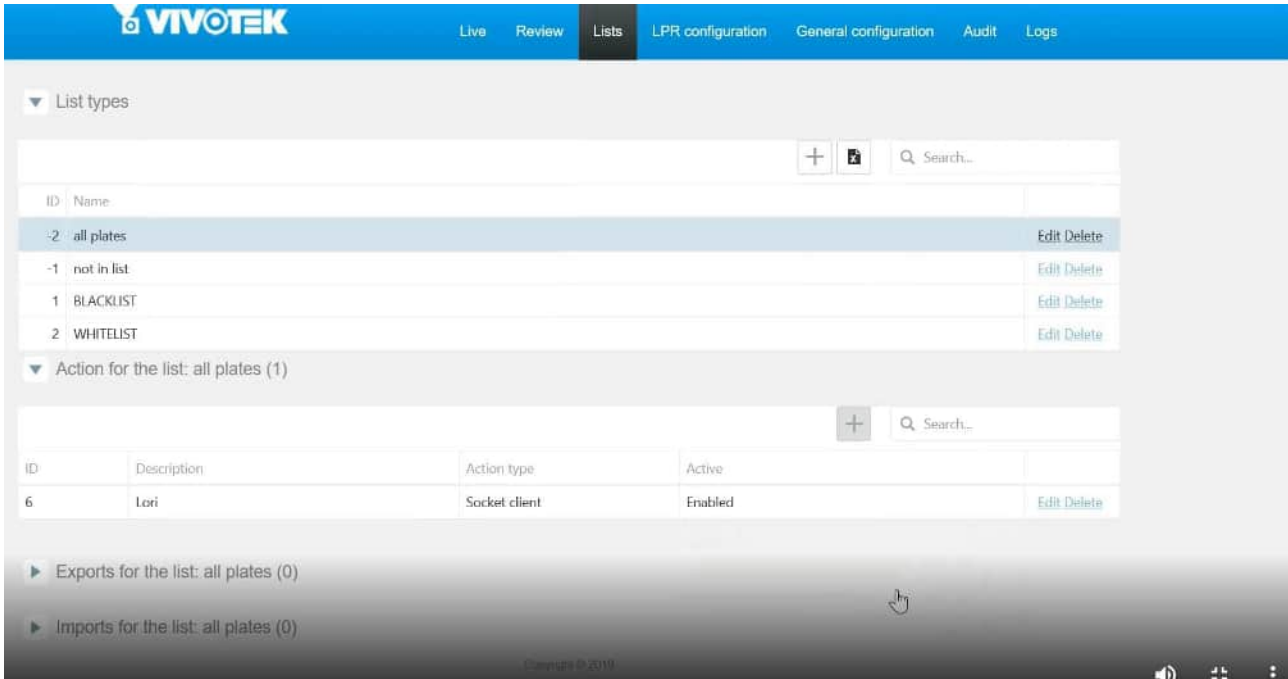 VIVOTEK
Live Review Lists LPR configuration General configuration Audit Logs
List types
Search...
ID Name
-2 all plates Edit Delete
-1 not in list Edit Delete
1 BLACKLIST Edit Delete
2 WHITELIST Edit Delete
Action for the list: all plates (1)
Search...
ID Description Action type Active
6 Lori Socket client Enabled Edit Delete
Exports for the list: all plates (0)
Imports for the list: all plates (0)
Copyright © 2019